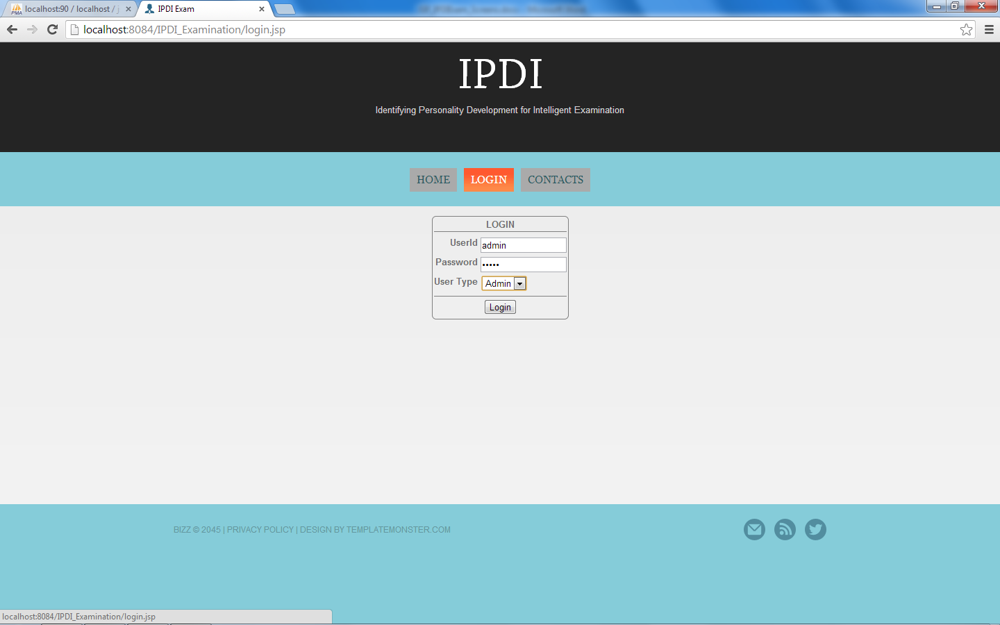 PMA localhost:90 / localhost / j
IPDI Exam
localhost:8084/IPDI_Examination/login.jsp
IPDI
Identifying Personality Development for Intelligent Examination
HOME LOGIN CONTACTS
LOGIN
UserId admin
Password •••••
User Type Admin
Login
BIZZ © 2045 | PRIVACY POLICY | DESIGN BY TEMPLATEMONSTER.COM
localhost:8084/IPDI_Examination/login.jsp